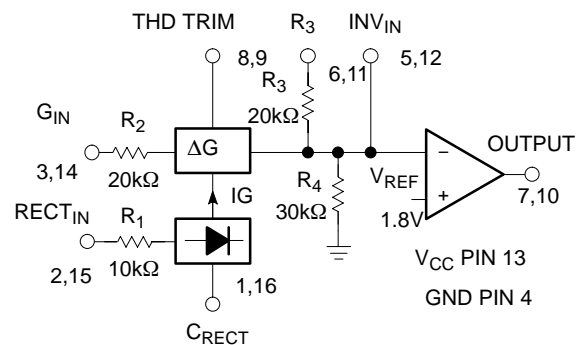 THD TRIM
R3
INVIN
8,9
6,11
5,12
R3
20kΩ
GIN
R2
ΔG
OUTPUT
3,14
20kΩ
IG
R4
30kΩ
VREF
1.8V
−
+
7,10
RECTIN
R1
10kΩ
2,15
1,16
CRECT
VCC PIN 13
GND PIN 4